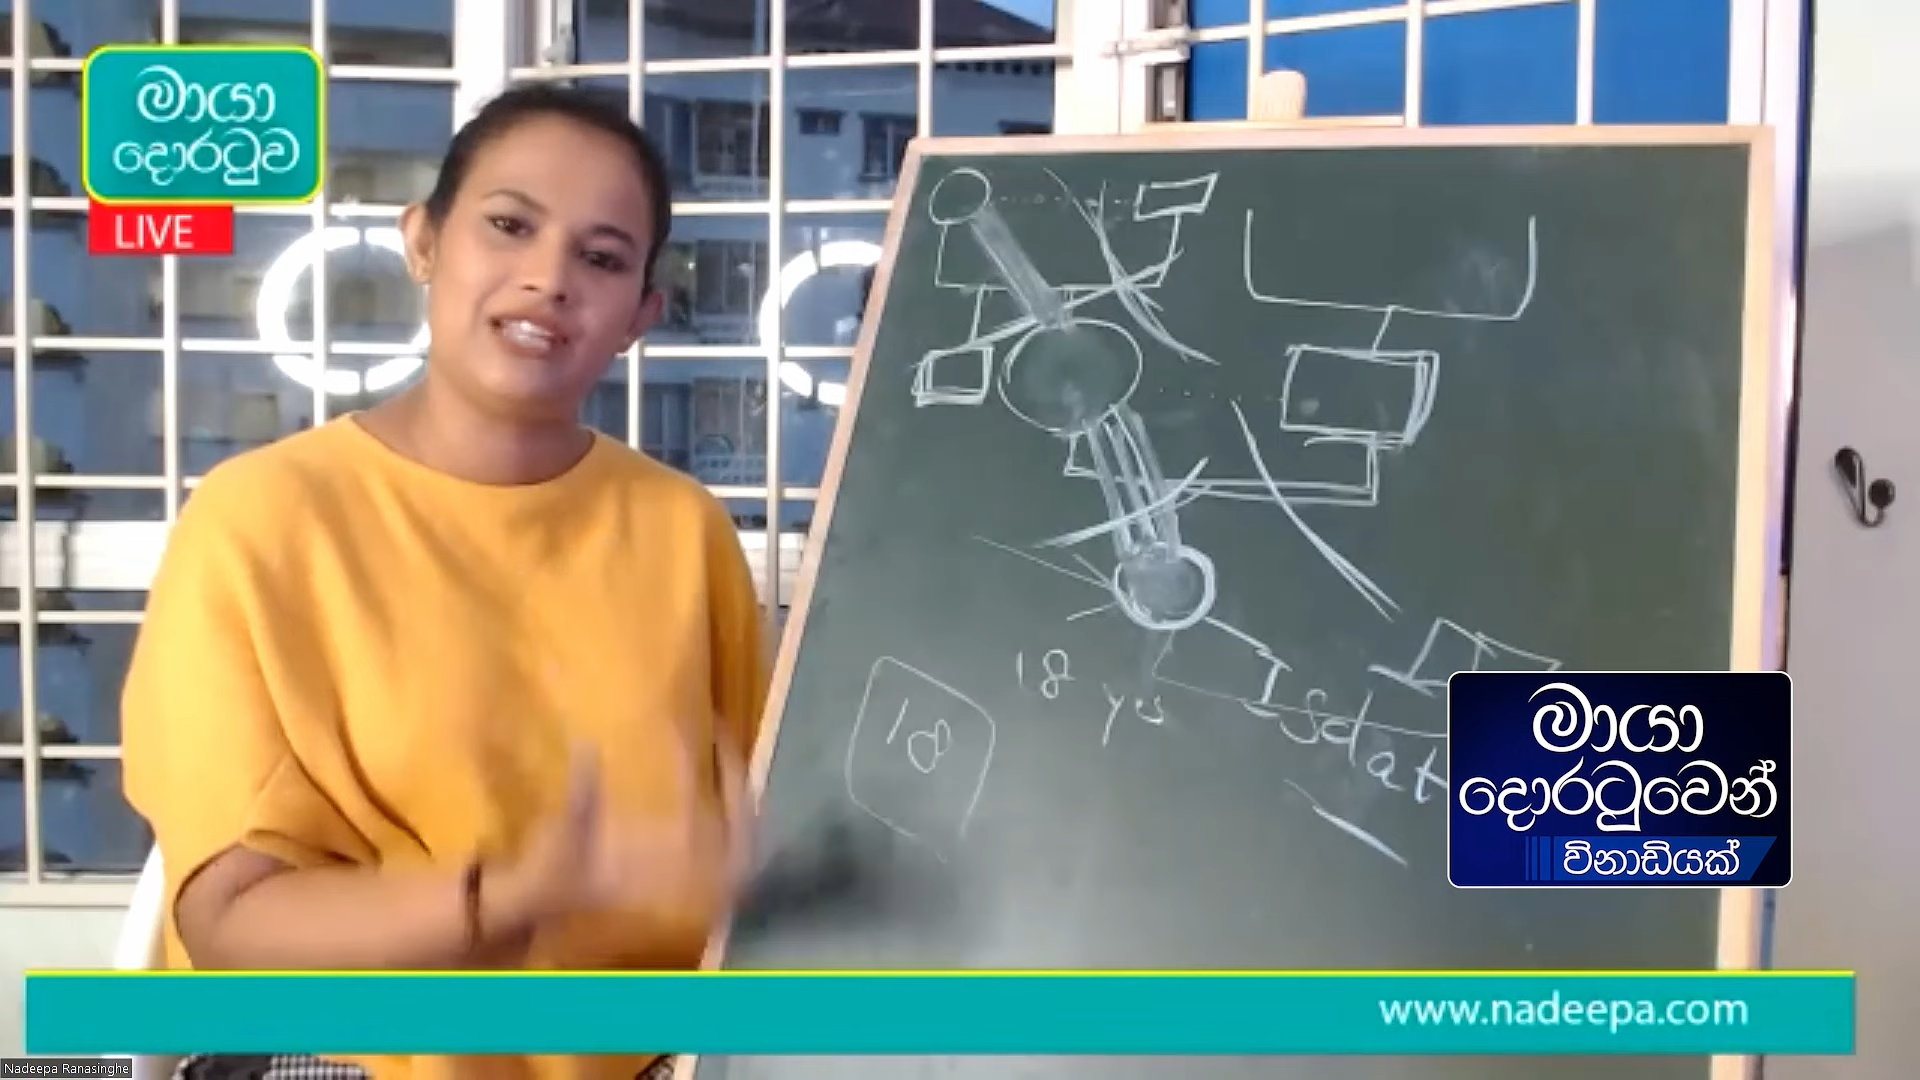 මායා
දොරටුව
LIVE
18
yrs
18
Isolat
මායා
දොරටුවෙන්
විනාඩියක්
www.nadeepa.com
Nadeepa Ranasinghe